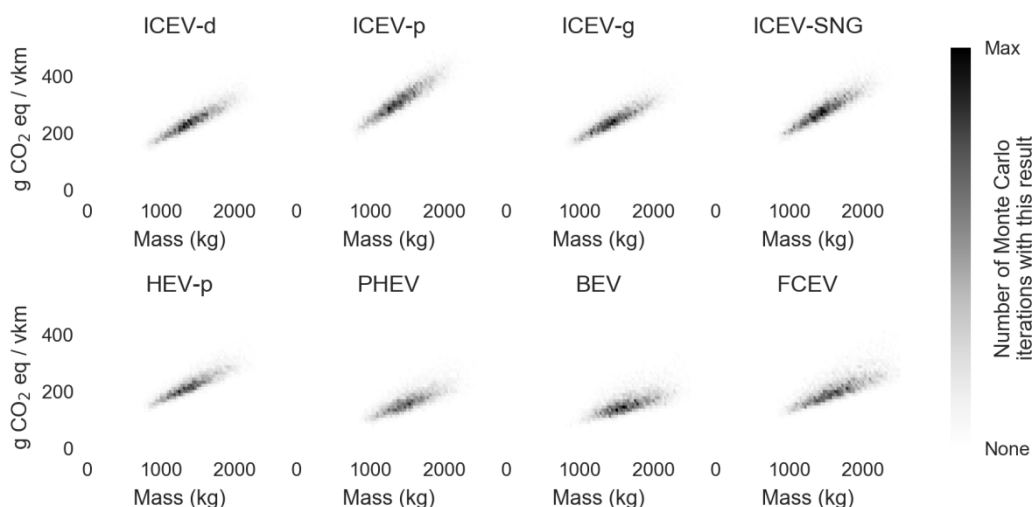 ICEV-d ICEV-p ICEV-g ICEV-SNG
400
200
0
0 1000 2000 0 1000 2000 0 1000 2000 0 1000 2000
Mass (kg) Mass (kg) Mass (kg) Mass (kg)
g CO₂ eq / vkm
HEV-p PHEV BEV FCEV
400
200
0
0 1000 2000 0 1000 2000 0 1000 2000 0 1000 2000
Mass (kg) Mass (kg) Mass (kg) Mass (kg)
g CO₂ eq / vkm
Max
None
Number of Monte Carlo
iterations with this result